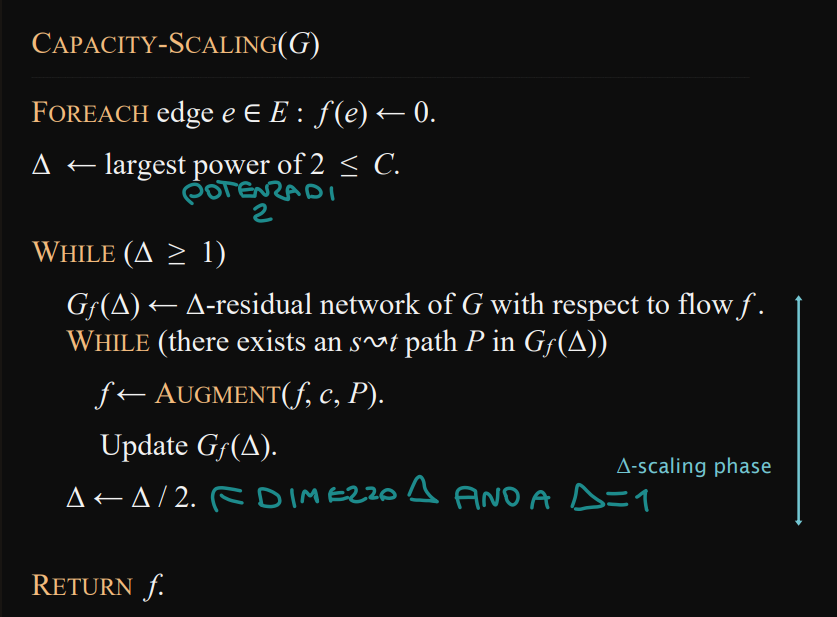 CAPACITY-SCALING(G)
FOREACH edge e ∈ E : f(e) ← 0.
Δ ← largest power of 2 ≤ C.
POTENZA DI
2
WHILE (Δ ≥ 1)
Gf(Δ) ← Δ-residual network of G with respect to flow f.
WHILE (there exists an s↝t path P in Gf(Δ))
f ← AUGMENT(f, c, P).
Update Gf(Δ).
Δ-scaling phase
Δ ← Δ / 2. ← DIMEZZO Δ FINO A Δ=1
RETURN f.